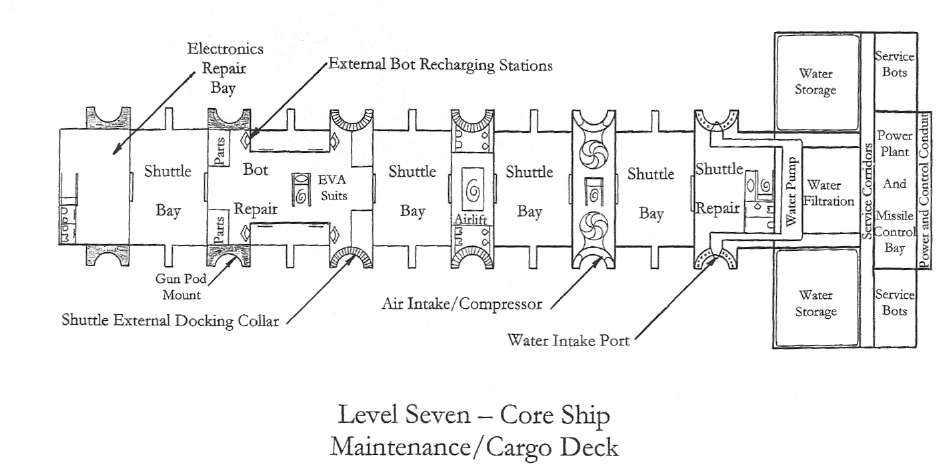 Electronics
Repair
Bay
External Bot Recharging Stations
Service
Bots
Water
Storage
Parts
Bot
Shuttle
Bay
EVA
Suits
Repair
Parts
Shuttle
Bay
Airlift
Shuttle
Bay
Shuttle
Bay
Shuttle
Repair
Water Pump
Water
Filtration
Service Corridors
Power
Plant
And
Missile
Control
Bay
Power and Control Conduit
Gun Pod
Mount
Shuttle External Docking Collar
Air Intake/Compressor
Water Intake Port
Water
Storage
Service
Bots
Level Seven – Core Ship
Maintenance/Cargo Deck